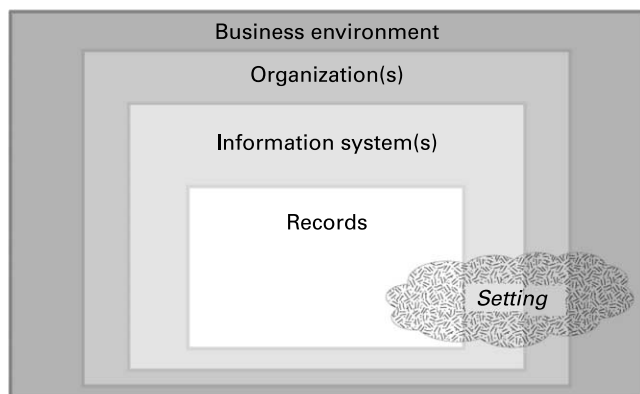 Business environment
Organization(s)
Information system(s)
Records
Setting